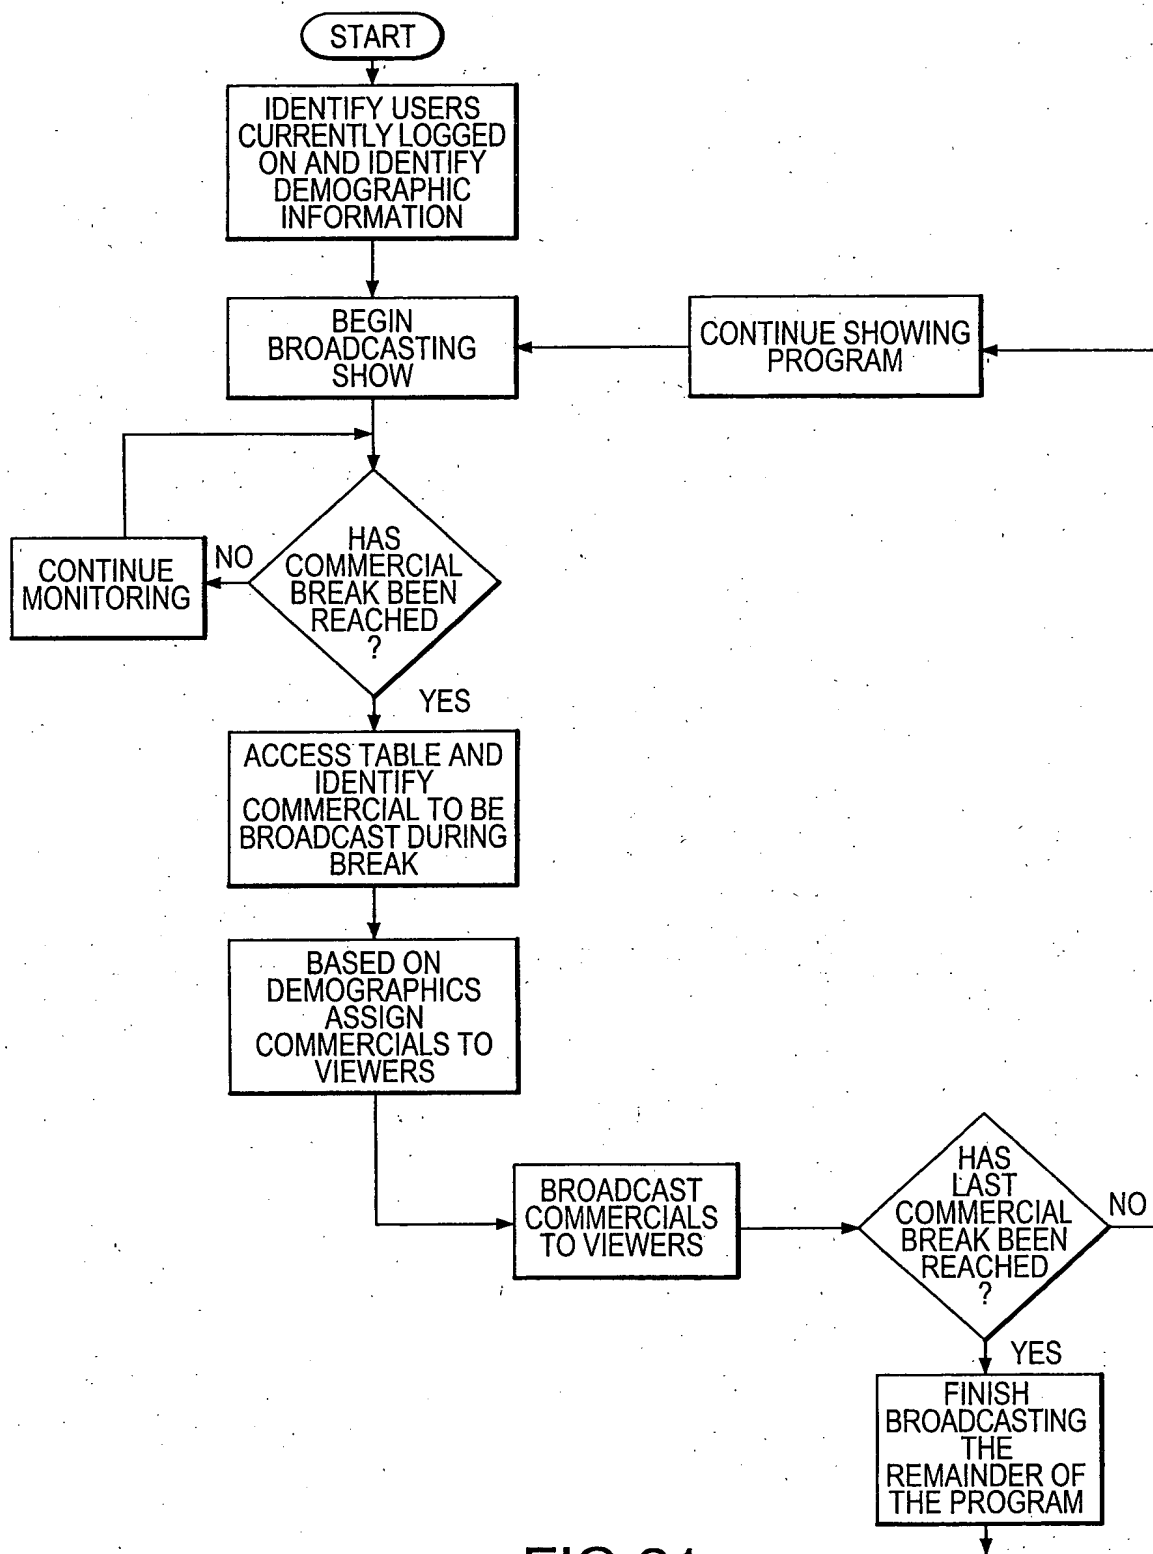 START
IDENTIFY USERS
CURRENTLY LOGGED
ON AND IDENTIFY
DEMOGRAPHIC
INFORMATION
BEGIN
BROADCASTING
SHOW
CONTINUE SHOWING
PROGRAM
HAS
COMMERCIAL
BREAK BEEN
REACHED
?
NO
CONTINUE
MONITORING
YES
ACCESS TABLE AND
IDENTIFY
COMMERCIAL TO BE
BROADCAST DURING
BREAK
BASED ON
DEMOGRAPHICS
ASSIGN
COMMERCIALS TO
VIEWERS
BROADCAST
COMMERCIALS
TO VIEWERS
HAS
LAST
COMMERCIAL
BREAK BEEN
REACHED
?
NO
YES
FINISH
BROADCASTING
THE
REMAINDER OF
THE PROGRAM